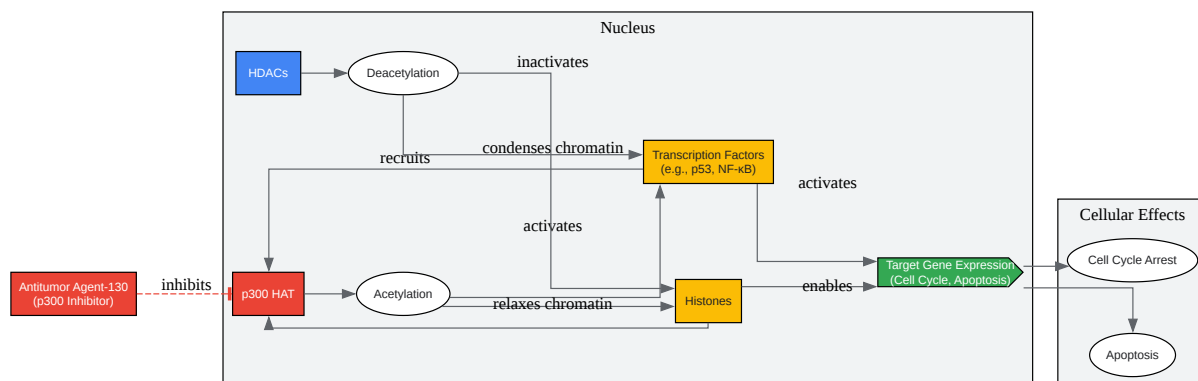 Nucleus
HDACs
Deacetylation
inactivates
condenses chromatin
recruits
Transcription Factors
(e.g., p53, NF-κB)
activates
Cellular Effects
activates
Cell Cycle Arrest
Target Gene Expression
(Cell Cycle, Apoptosis)
Antitumor Agent-130
(p300 Inhibitor)
inhibits
p300 HAT
Acetylation
relaxes chromatin
Histones
enables
Apoptosis